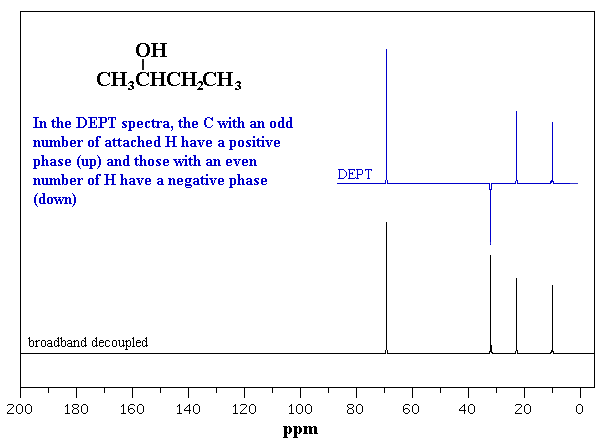 OH
CH₃CHCH₂CH₃
In the DEPT spectra, the C with an odd
number of attached H have a positive
phase (up) and those with an even
number of H have a negative phase
(down)
DEPT
broadband decoupled
200 160 140 120 100 80 60 40 20 0
ppm